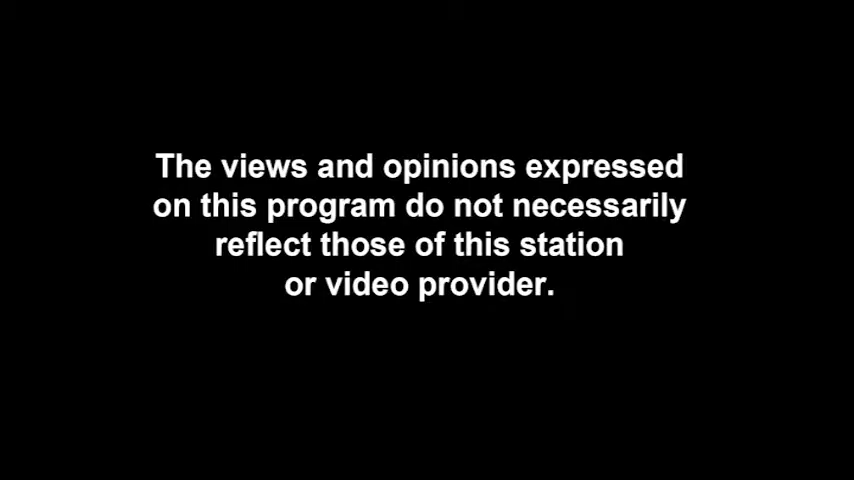 The views and opinions expressed
on this program do not necessarily
reflect those of this station
or video provider.